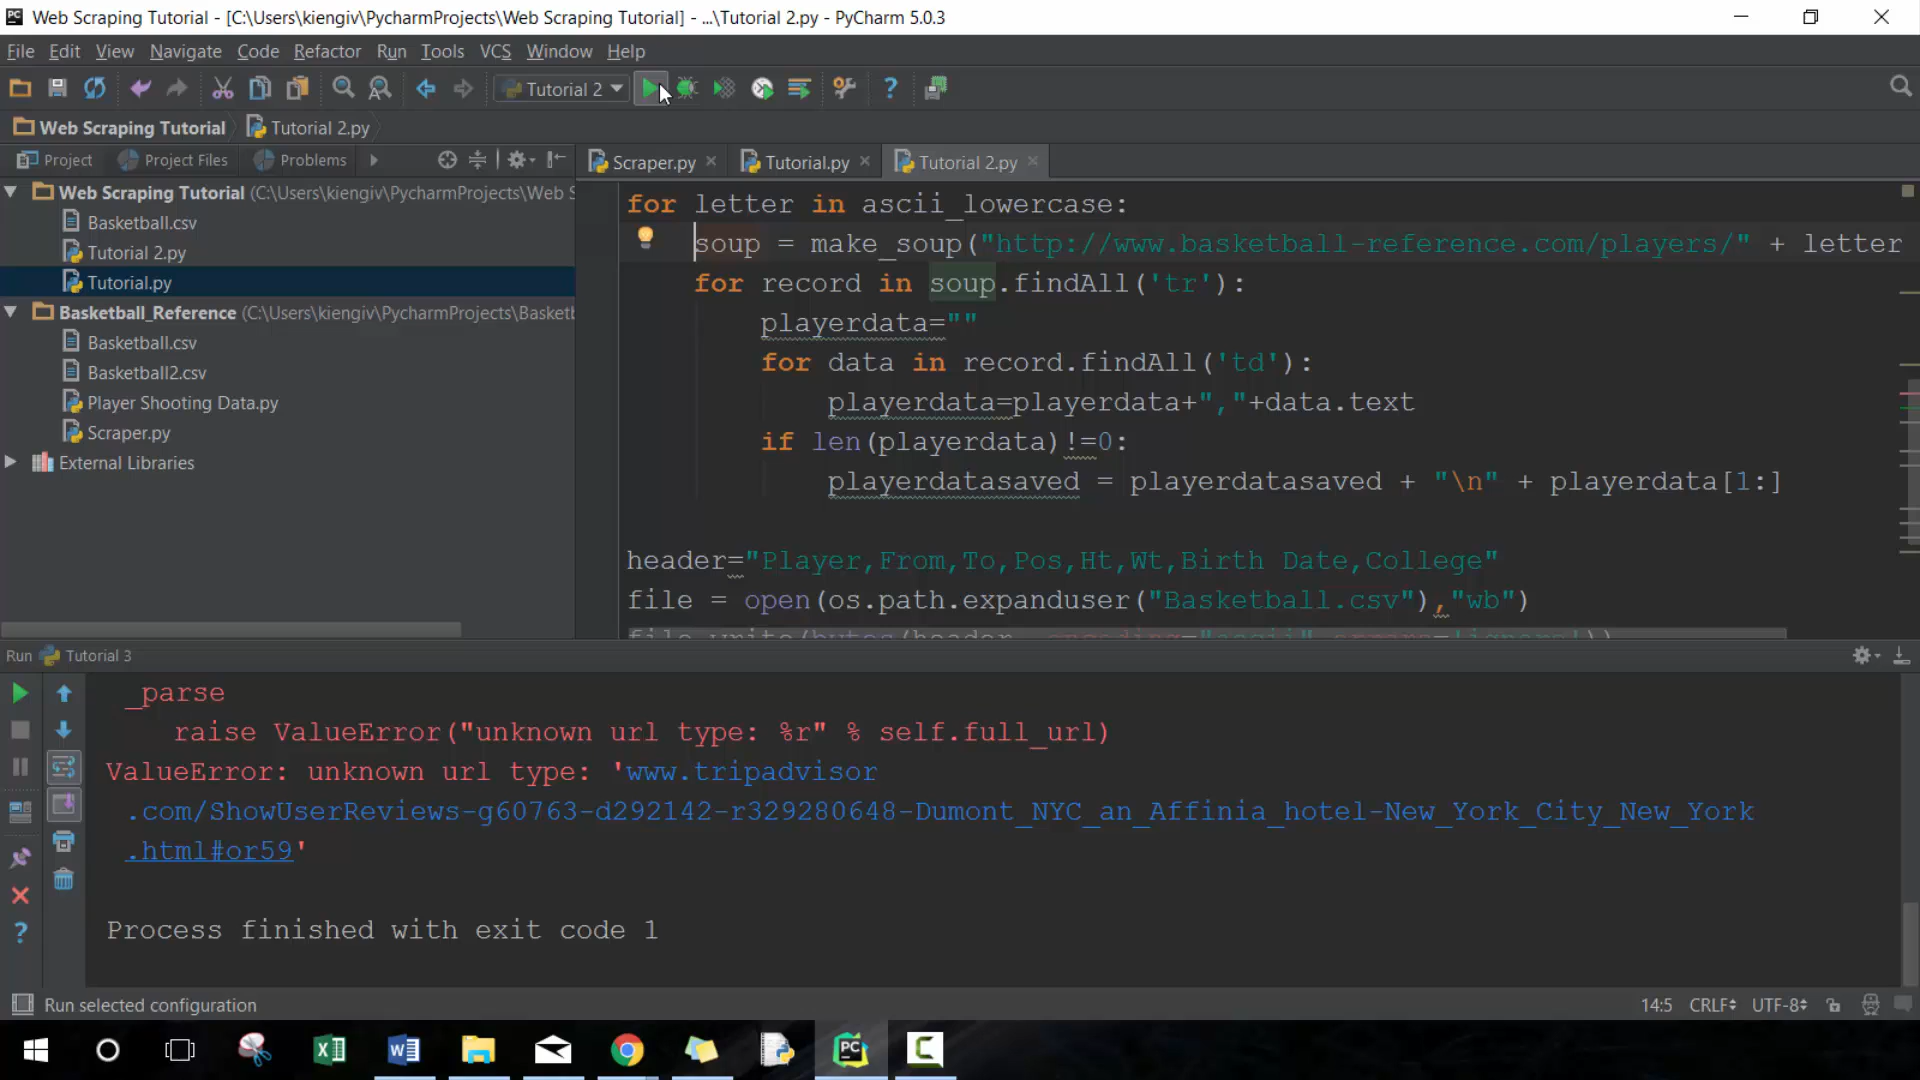 Web Scraping Tutorial - [C:\Users\kiengiv\PycharmProjects\Web Scraping Tutorial] - ...\Tutorial 2.py - PyCharm 5.0.3
File Edit View Navigate Code Refactor Run Tools VCS Window Help
Tutorial 2
Web Scraping Tutorial Tutorial 2.py
Project Project Files Problems
Scraper.py Tutorial.py Tutorial 2.py
Web Scraping Tutorial (C:\Users\kiengiv\PycharmProjects\Web S
Basketball.csv
Tutorial 2.py
Tutorial.py
Basketball_Reference (C:\Users\kiengiv\PycharmProjects\Basketb
Basketball.csv
Basketball2.csv
Player Shooting Data.py
Scraper.py
External Libraries
for letter in ascii_lowercase:
soup = make_soup("http://www.basketball-reference.com/players/" + letter
for record in soup.findAll('tr'):
playerdata=""
for data in record.findAll('td'):
playerdata=playerdata+","+data.text
if len(playerdata)!=0:
playerdatasaved = playerdatasaved + "\n" + playerdata[1:]
header="Player,From,To,Pos,Ht,Wt,Birth Date,College"
file = open(os.path.expanduser("Basketball.csv"),"wb")
file.write(bytes(header, encoding="ascii",errors='ignore'))
Run Tutorial 3
_parse
raise ValueError("unknown url type: %r" % self.full_url)
ValueError: unknown url type: 'www.tripadvisor
.com/ShowUserReviews-g60763-d292142-r329280648-Dumont_NYC_an_Affinia_hotel-New_York_City_New_York
.html#or59'
Process finished with exit code 1
Run selected configuration 14:5 CRLF UTF-8